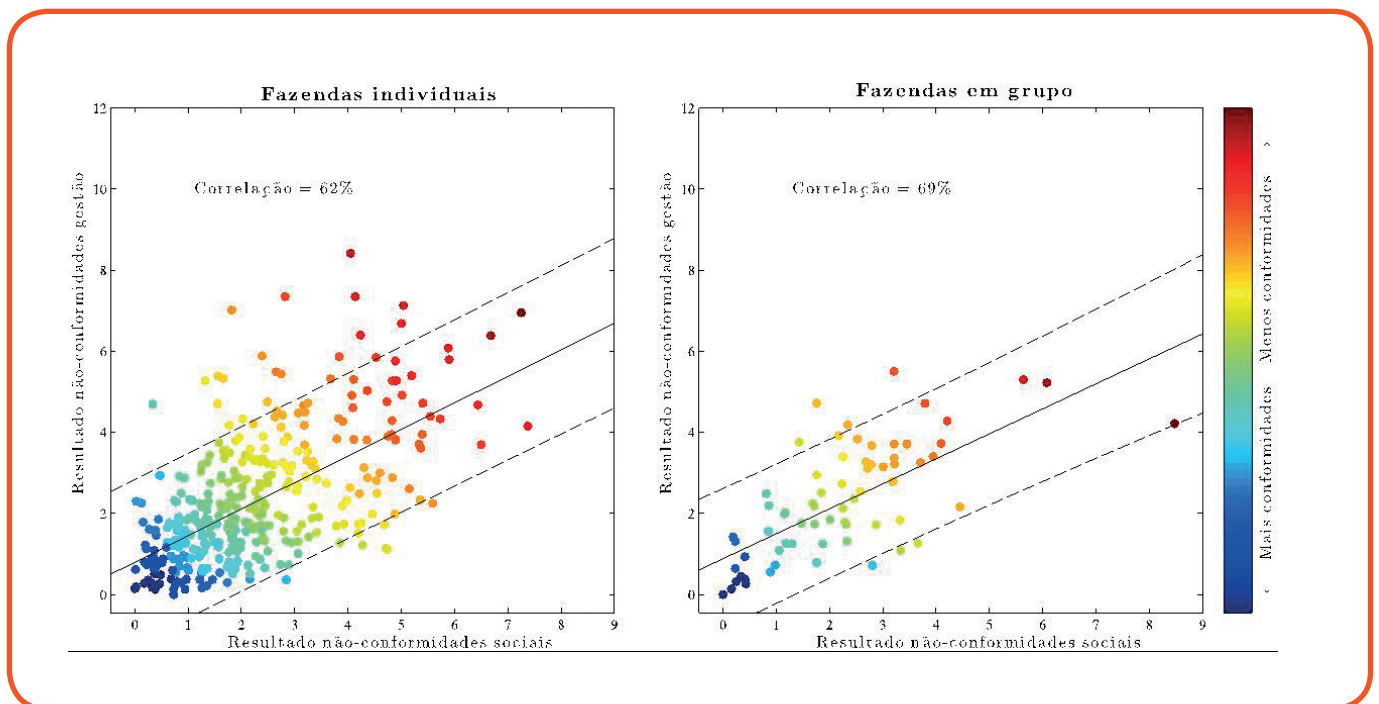 Fazendas individuais
Resultado não-conformidades gestão
12
10
8
6
4
2
0
Correlação = 62%
0 1 2 3 4 5 6 7 8 9
Resultado não-conformidades sociais
Fazendas em grupo
Resultado não-conformidades gestão
12
10
8
6
4
2
0
Correlação = 69%
0 1 2 3 4 5 6 7 8 9
Resultado não-conformidades sociais
Mais conformidades Menos conformidades